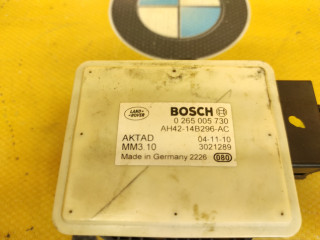 LAND
ROVER
BOSCH
0 265 005 730
AH42-14B296-AC
AKTAD 04-11-10
MM3.10 3021289
Made in Germany 2226 DBG